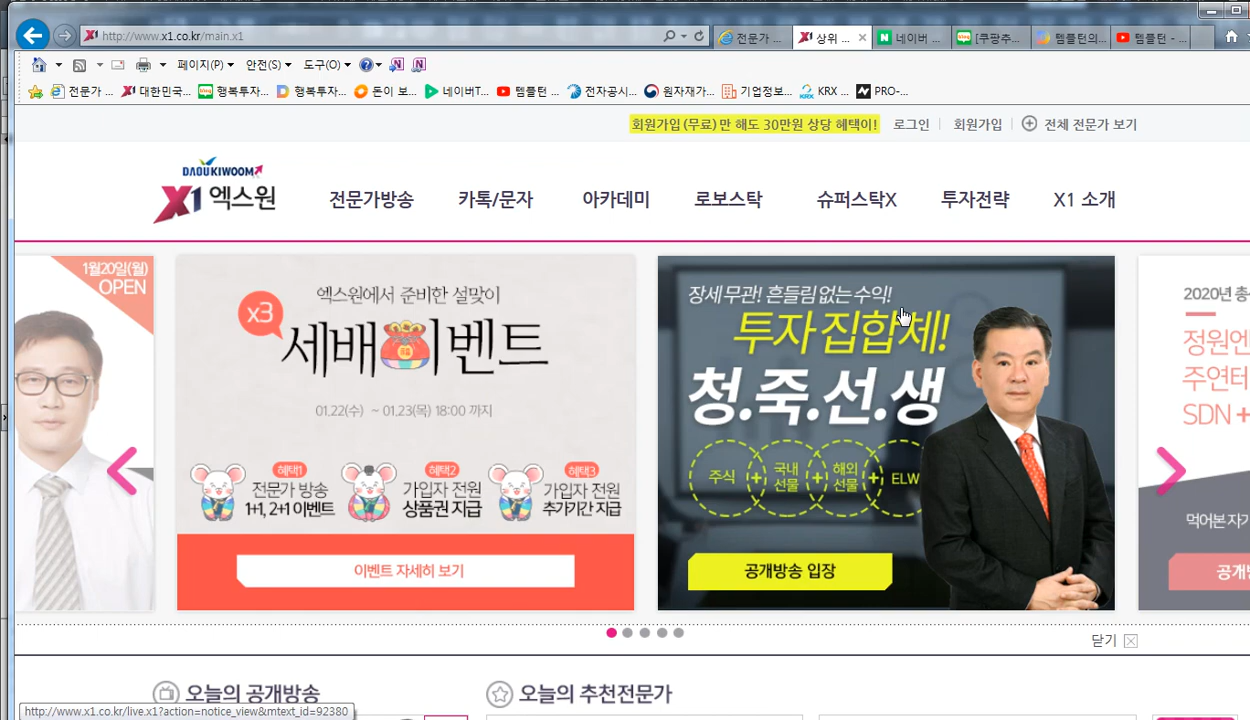 http://www.x1.co.kr/main.x1
전문가 ...
상위 ...
네이버 ...
[쿠팡추...
템플턴의...
템플턴 - ...
페이지(P)
안전(S)
도구(O)
전문가 ...
대한민국...
행복투자...
행복투자...
돈이 보...
네이버T...
템플턴 ...
전자공시...
원자재가...
기업정보...
KRX ...
PRO-...
회원가입 (무료) 만 해도 30만원 상당 혜택이!
로그인
회원가입
전체 전문가 보기
DAOUKIWOOM
X1 엑스원
전문가방송
카톡/문자
아카데미
로보스탁
슈퍼스탁X
투자전략
X1 소개
1월20일(월)
OPEN
엑스원에서 준비한 설맞이
x3
세배 이벤트
01.22(수) ~ 01.23(목) 18:00 까지
혜택1
전문가 방송
1+1, 2+1 이벤트
혜택2
가입자 전원
상품권 지급
혜택3
가입자 전원
추가기간 지급
이벤트 자세히 보기
장세 무관! 흔들림 없는 수익!
투자 집합체!
청.죽.선.생
주식 + 국내 선물 + 해외 선물 + ELW
공개방송 입장
2020년 총
정원엔
주연테
SDN +
먹어본 자가
공개방
닫기
오늘의 공개방송
오늘의 추천전문가
http://www.x1.co.kr/live.x1?action=notice_view&mtext_id=92380